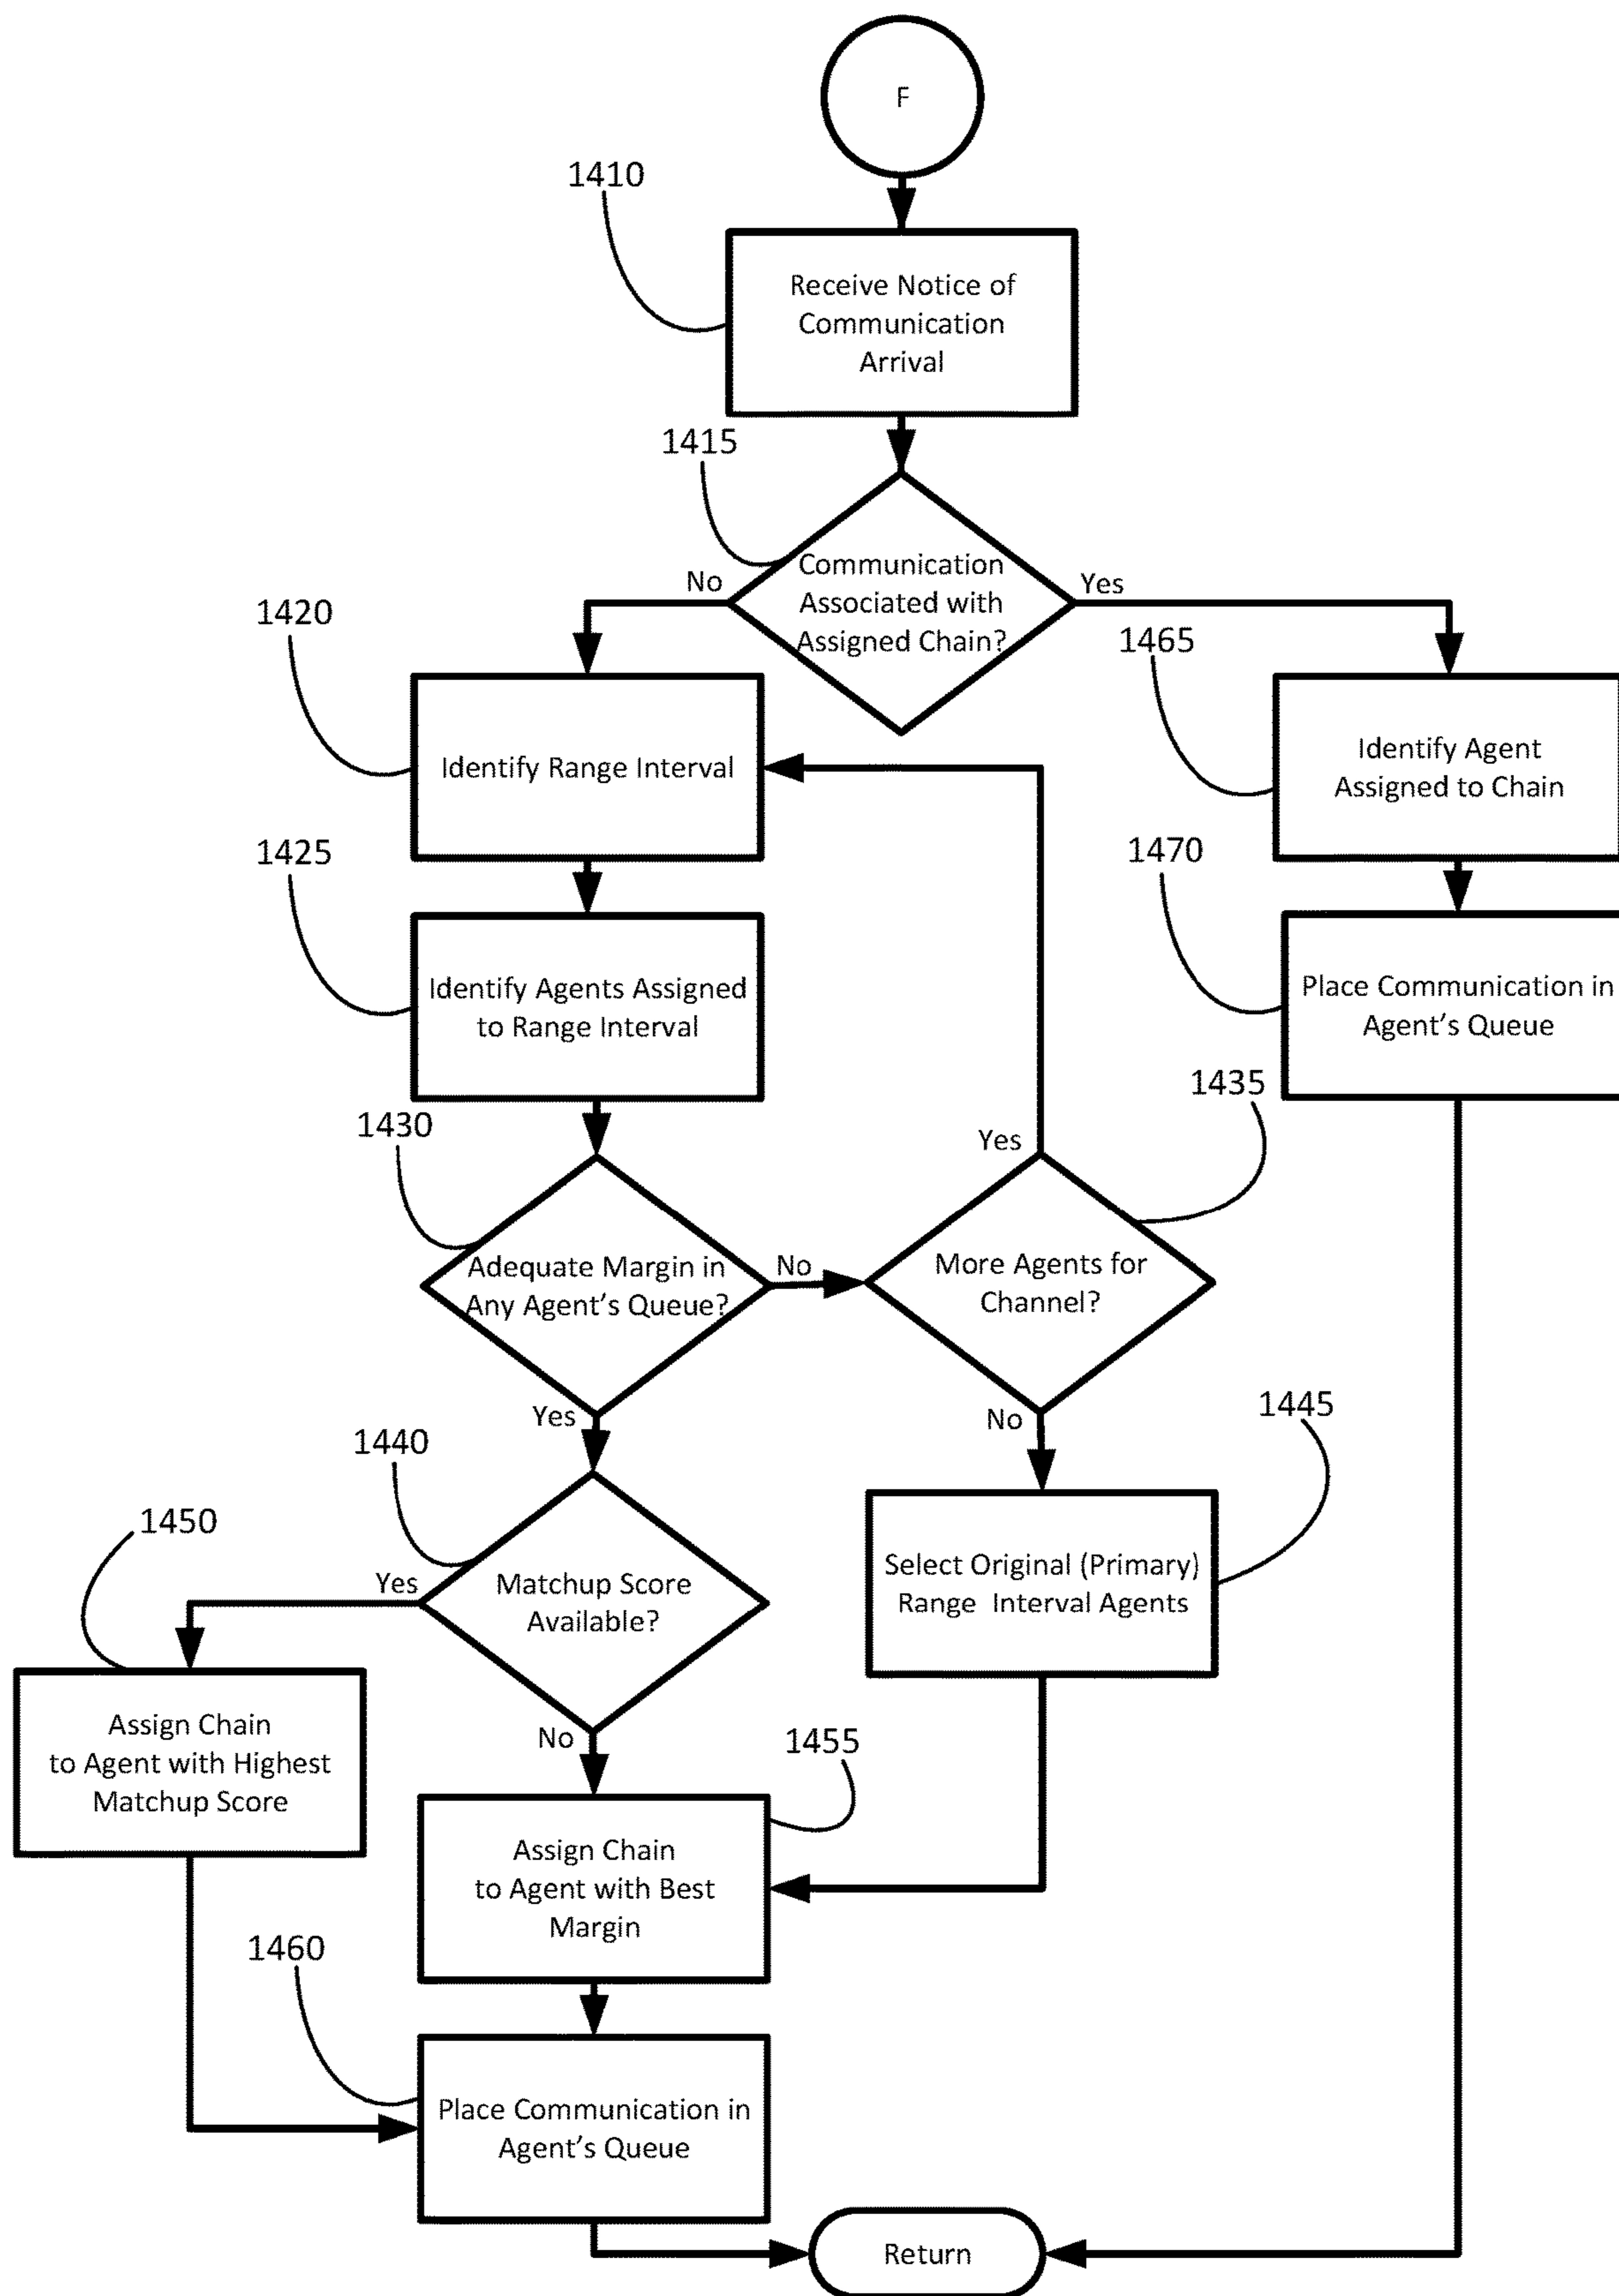 F
1410
Receive Notice of
Communication
Arrival
1415
Communication
Associated with
Assigned Chain?
No
Yes
1420
1465
Identify Range Interval
Identify Agent
Assigned to Chain
1425
1470
Identify Agents Assigned
to Range Interval
Place Communication in
Agent's Queue
1430
1435
Adequate Margin in
Any Agent's Queue?
No
Yes
More Agents for
Channel?
Yes
No
1440
1445
Matchup Score
Available?
Yes
No
Select Original (Primary)
Range Interval Agents
1450
Assign Chain
to Agent with Highest
Matchup Score
1455
Assign Chain
to Agent with Best
Margin
1460
Place Communication in
Agent's Queue
Return